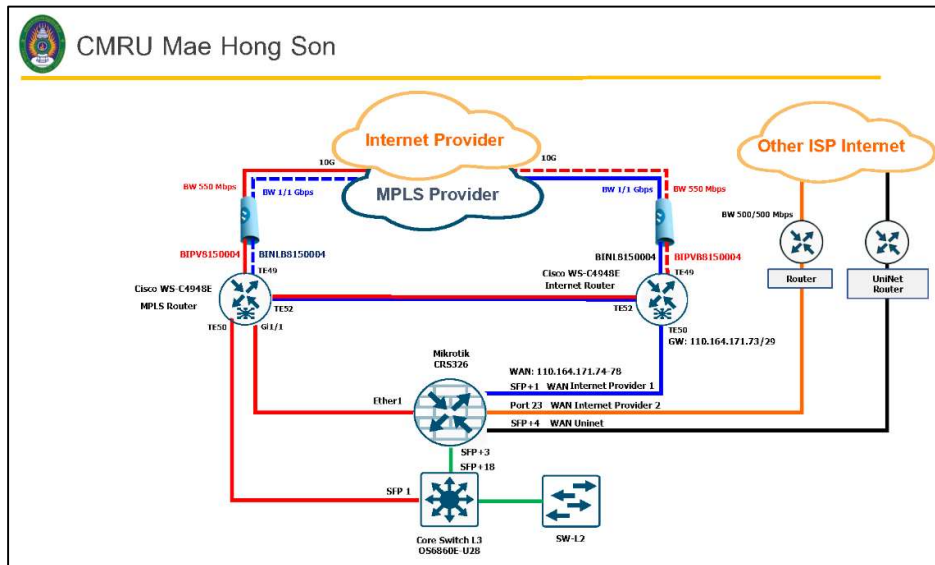 CMRU Mae Hong Son
Internet Provider
Other ISP Internet
10G
10G
MPLS Provider
BW 550 Mbps
BW 1/1 Gbps
BW 1/1 Gbps
BW 550 Mbps
BW 500/500 Mbps
BIPV8150004
BINLB8150004
BINL8150004
BIPVB8150004
Router
UniNet
Router
TE49
TE49
Cisco WS-C4948E
MPLS Router
Cisco WS-C4948E
Internet Router
TE52
TE52
TE50
Gi1/1
TE50
GW: 110.164.171.73/29
Mikrotik
CRS326
WAN: 110.164.171.74-78
SFP+1 WAN Internet Provider 1
Ether1
Port 23 WAN Internet Provider 2
SFP+4 WAN Uninet
SFP+3
SFP+18
SFP 1
Core Switch L3
OS6860E-U28
SW-L2